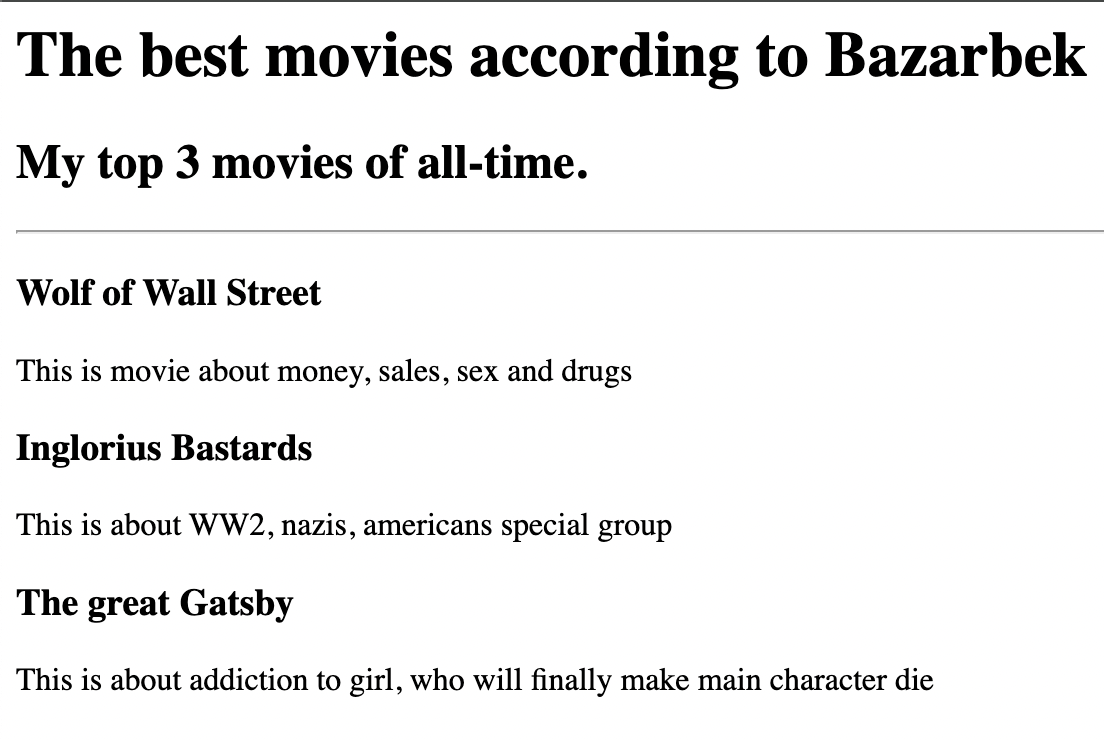 The best movies according to Bazarbek
My top 3 movies of all-time.
Wolf of Wall Street
This is movie about money, sales, sex and drugs
Inglorius Bastards
This is about WW2, nazis, americans special group
The great Gatsby
This is about addiction to girl, who will finally make main character die